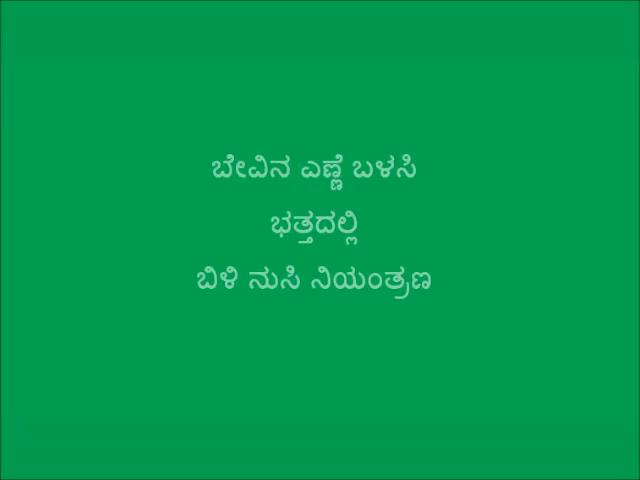 ಬೇವಿನ ಎಣ್ಣೆ ಬಳಸಿ
ಭತ್ತದಲ್ಲಿ
ಬಿಳಿ ನುಸಿ ನಿಯಂತ್ರಣ